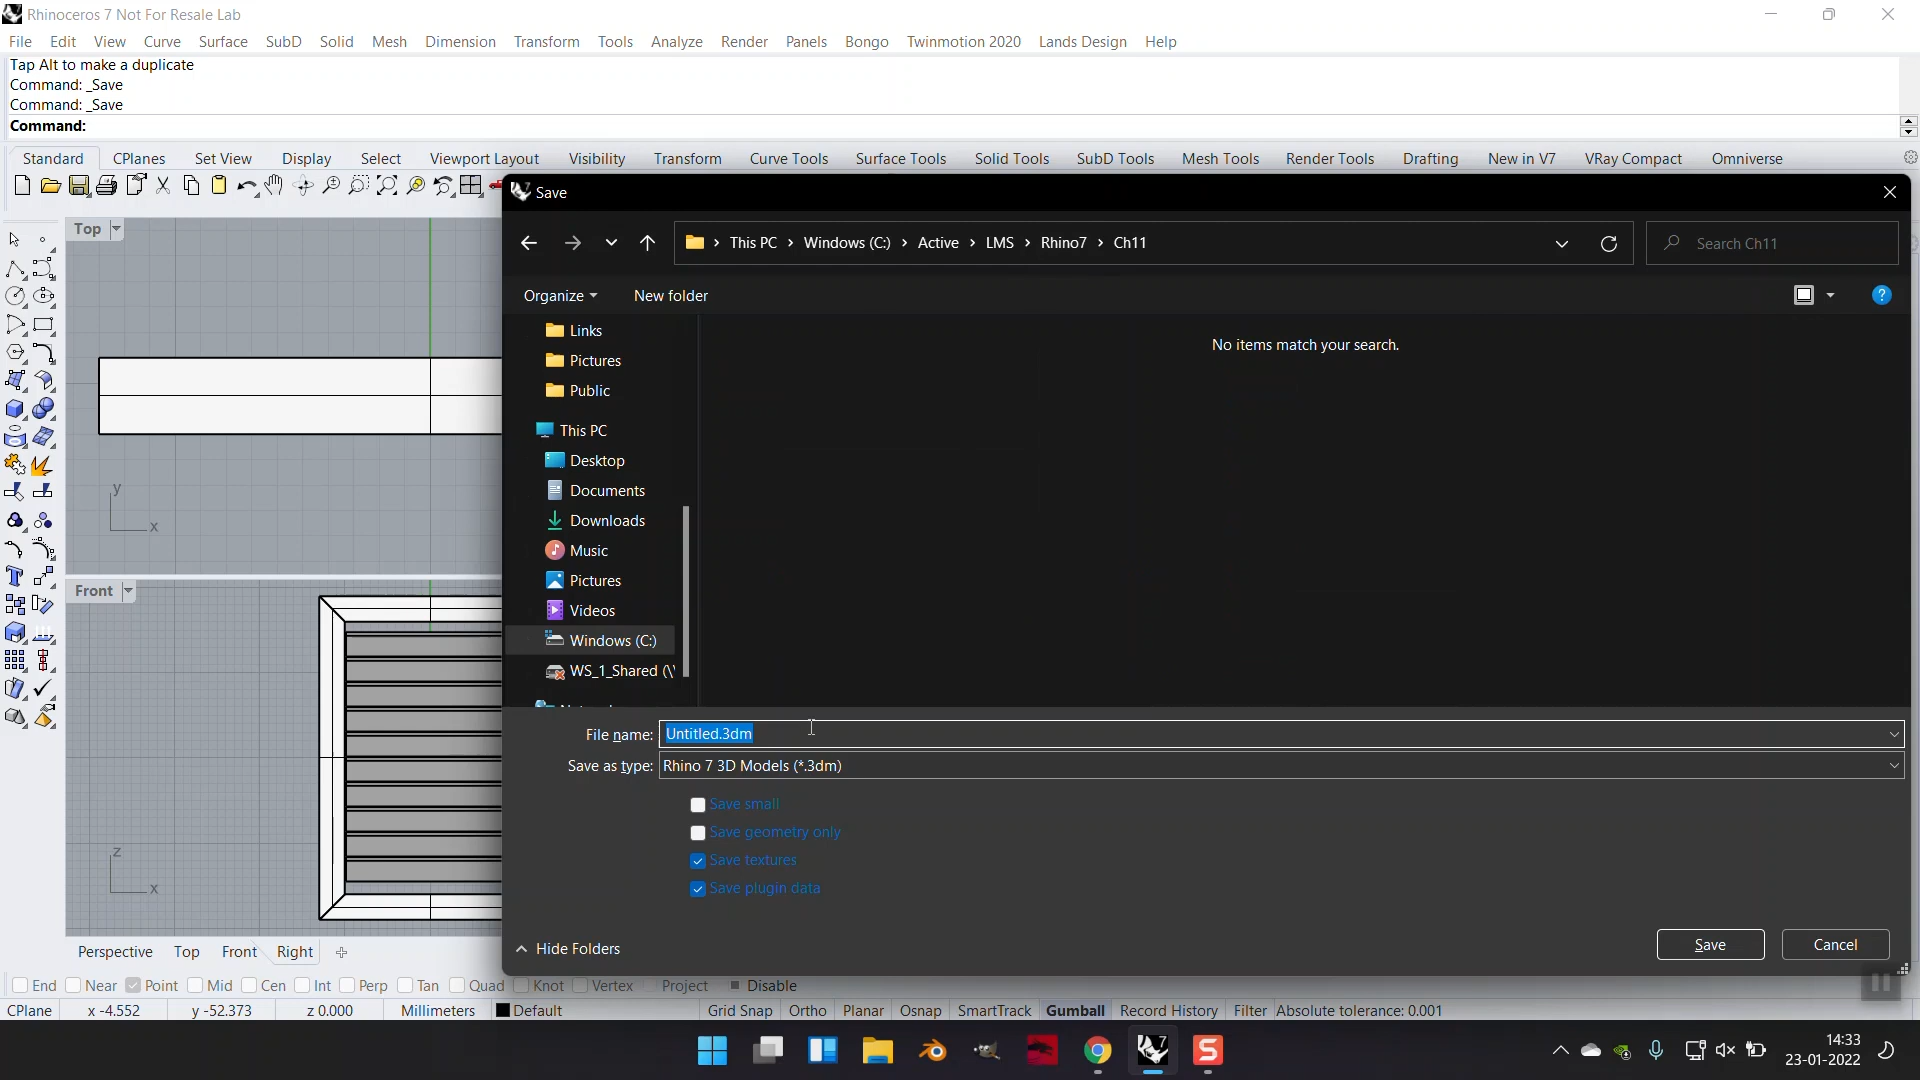 Rhinoceros 7 Not For Resale Lab
File Edit View Curve Surface SubD Solid Mesh Dimension Transform Tools Analyze Render Panels Bongo Twinmotion 2020 Lands Design Help
Tap Alt to make a duplicate
Command: _Save
Command: _Save
Command:
Standard CPlanes Set View Display Select Viewport Layout Visibility Transform Curve Tools Surface Tools Solid Tools SubD Tools Mesh Tools Render Tools Drafting New in V7 VRay Compact Omniverse
Save
Top
This PC > Windows (C:) > Active > LMS > Rhino7 > Ch11
Search Ch11
Organize New folder
Links
No items match your search.
Pictures
Public
This PC
Desktop
Documents
y
x
Downloads
Music
Pictures
Front
Videos
Windows (C:)
WS_1_Shared (\\
File name: Untitled.3dm
Save as type: Rhino 7 3D Models (*.3dm)
Save small
Save geometry only
z
x
Save textures
Save plugin data
Hide Folders
Save Cancel
Perspective Top Front Right
End Near Point Mid Cen Int Perp Tan Quad Knot Vertex Project Disable
CPlane x -4.552 y -52.373 z 0.000 Millimeters Default Grid Snap Ortho Planar Osnap SmartTrack Gumball Record History Filter Absolute tolerance: 0.001
14:33
23-01-2022